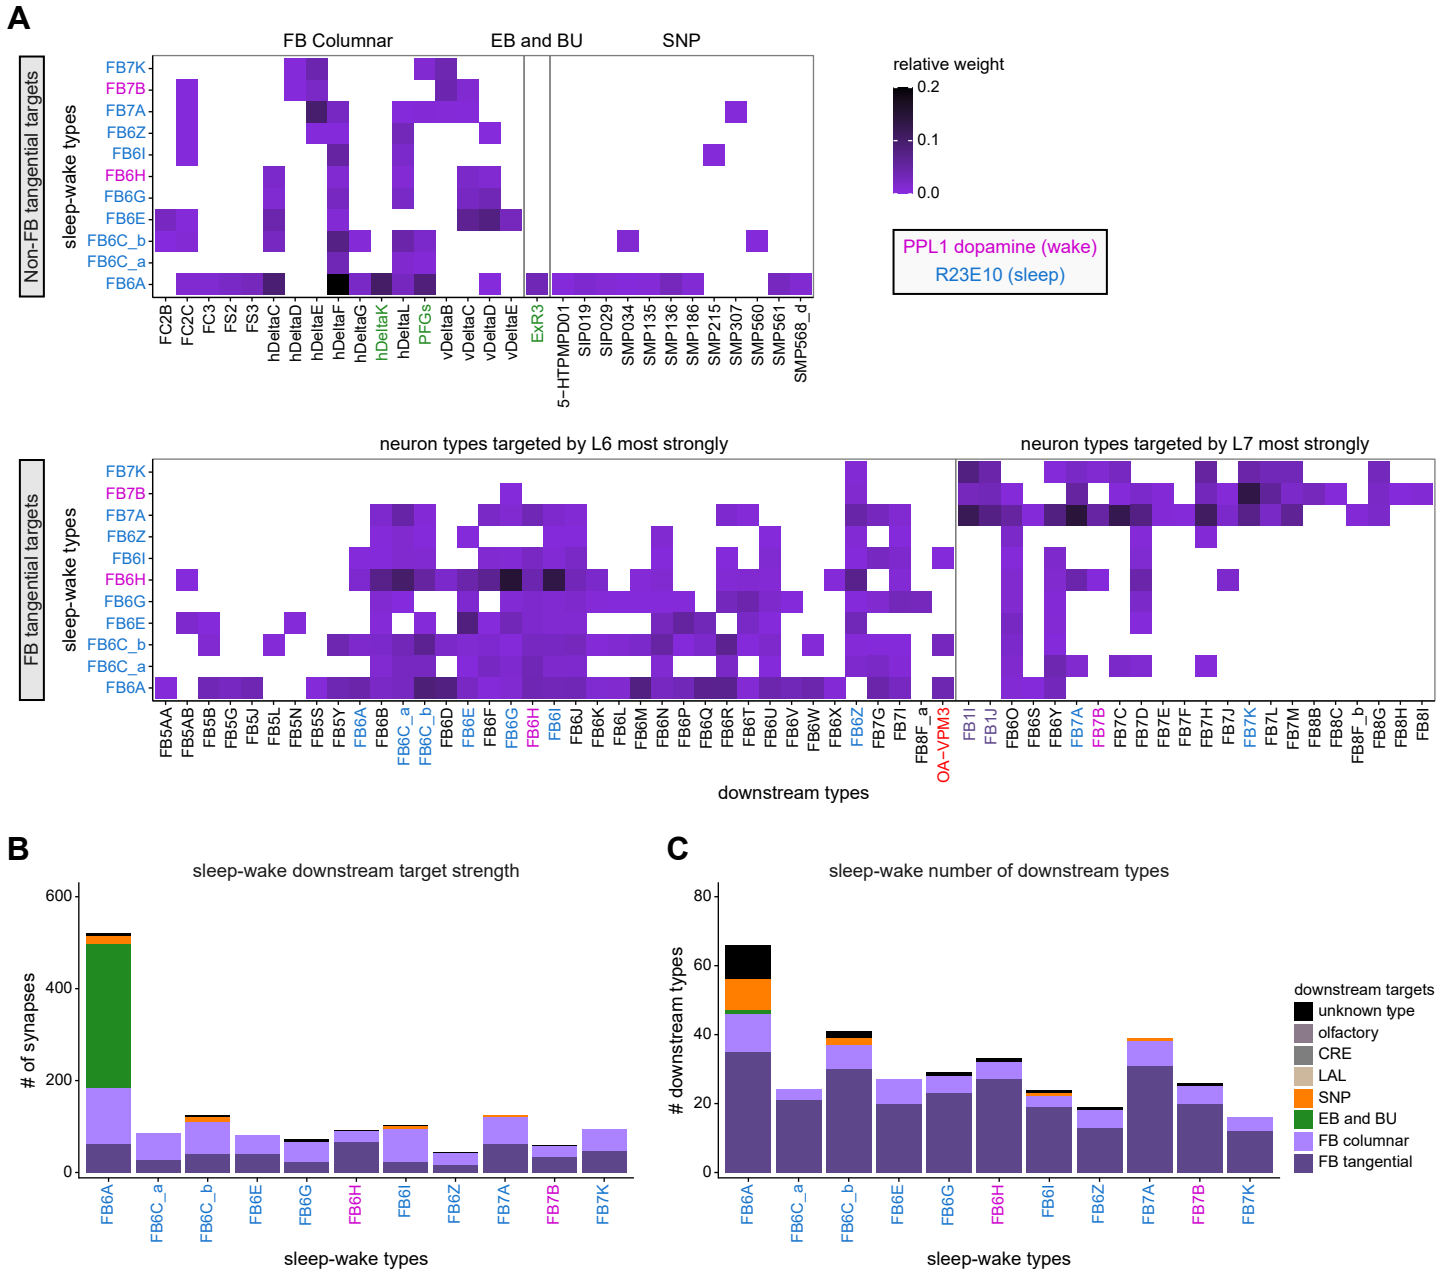 A
FB Columnar
EB and BU
SNP
Non-FB tangential targets
sleep-wake types
FB7K
FB7B
FB7A
FB6Z
FB6I
FB6H
FB6G
FB6E
FB6C_b
FB6C_a
FB6A
FC2B
FC2C
FC3
FS2
FS3
hDeltaC
hDeltaD
hDeltaE
hDeltaF
hDeltaG
hDeltaK
hDeltaL
PFGs
vDeltaB
vDeltaC
vDeltaD
vDeltaE
ExR3
5−HTPMPD01
SIP019
SIP029
SMP034
SMP135
SMP136
SMP186
SMP215
SMP307
SMP560
SMP561
SMP568_d
relative weight
0.2
0.1
0.0
PPL1 dopamine (wake)
R23E10 (sleep)
neuron types targeted by L6 most strongly
neuron types targeted by L7 most strongly
FB tangential targets
sleep-wake types
FB7K
FB7B
FB7A
FB6Z
FB6I
FB6H
FB6G
FB6E
FB6C_b
FB6C_a
FB6A
FB5AA
FB5AB
FB5B
FB5G
FB5J
FB5L
FB5N
FB5S
FB5Y
FB6A
FB6B
FB6C_a
FB6C_b
FB6D
FB6E
FB6F
FB6G
FB6H
FB6I
FB6J
FB6K
FB6L
FB6M
FB6N
FB6P
FB6Q
FB6R
FB6T
FB6U
FB6V
FB6W
FB6X
FB6Z
FB7G
FB7I
FB8F_a
OA−VPM3
FB1I
FB1J
FB6O
FB6S
FB6Y
FB7A
FB7B
FB7C
FB7D
FB7E
FB7F
FB7H
FB7J
FB7K
FB7L
FB7M
FB8B
FB8C
FB8F_b
FB8G
FB8H
FB8I
downstream types
B
sleep-wake downstream target strength
# of synapses
600
400
200
0
FB6A
FB6C_a
FB6C_b
FB6E
FB6G
FB6H
FB6I
FB6Z
FB7A
FB7B
FB7K
sleep-wake types
C
sleep-wake number of downstream types
# downstream types
80
60
40
20
0
FB6A
FB6C_a
FB6C_b
FB6E
FB6G
FB6H
FB6I
FB6Z
FB7A
FB7B
FB7K
sleep-wake types
downstream targets
unknown type
olfactory
CRE
LAL
SNP
EB and BU
FB columnar
FB tangential